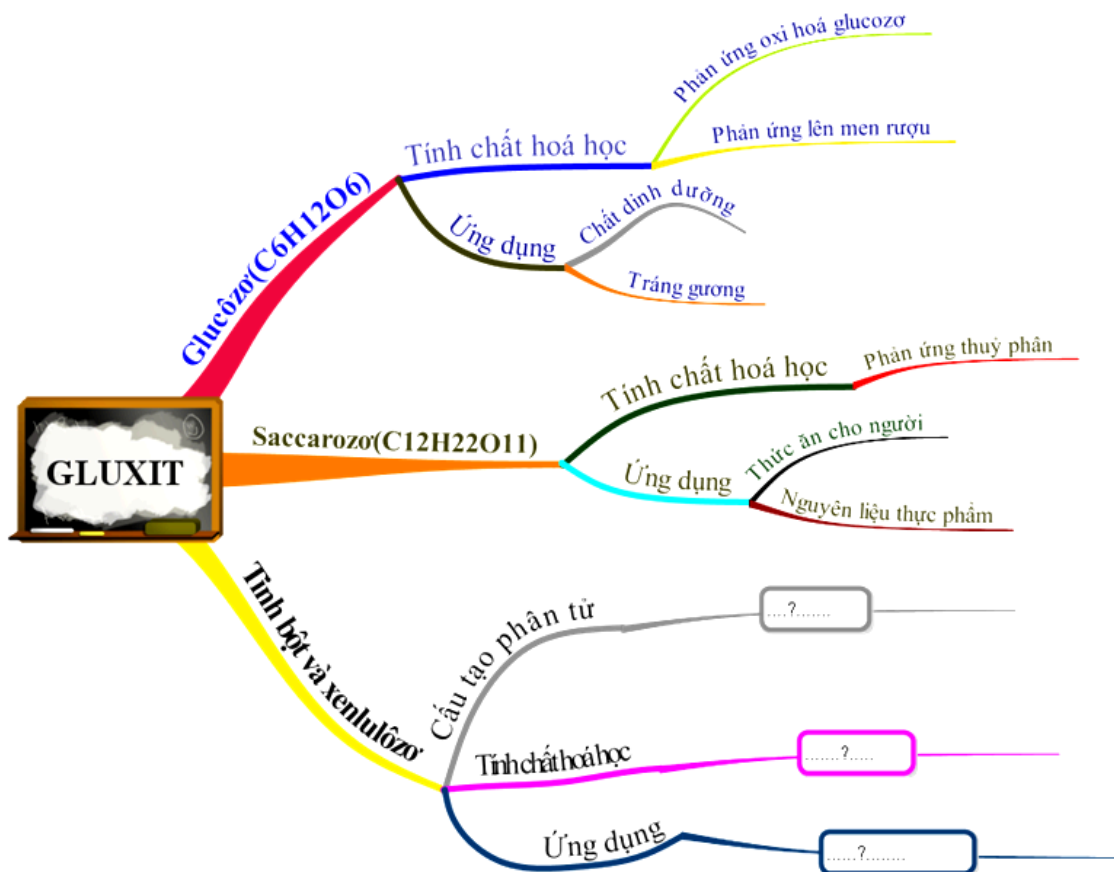 GLUXIT
Glucôzơ(C6H12O6)
Tính chất hoá học
Phản ứng oxi hoá glucozơ
Phản ứng lên men rượu
Ứng dụng
Chất dinh dưỡng
Tráng gương
Saccarozơ(C12H22O11)
Tính chất hoá học
Phản ứng thuỷ phân
Ứng dụng
Thức ăn cho người
Nguyên liệu thực phẩm
Tinh bột và xenlulôzơ
Cấu tạo phân tử
....?.......
Tính chất hoá học
.......?.....
Ứng dụng
......?........